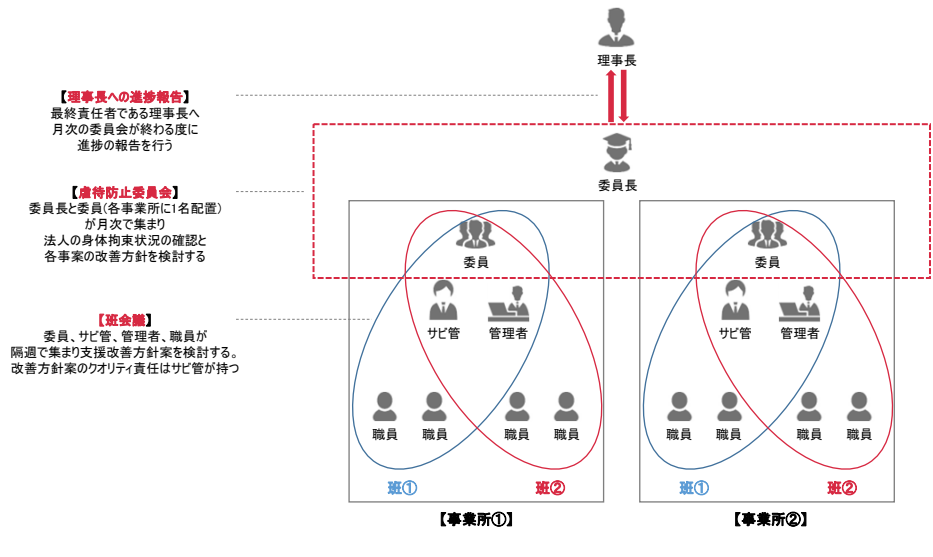 理事長
【理事長への進捗報告】
最終責任者である理事長へ
月次の委員会が終わる度に
進捗の報告を行う
委員長
【虐待防止委員会】
委員長と委員(各事業所に1名配置)
が月次で集まり
法人の身体拘束状況の確認と
各事案の改善方針を検討する
委員
委員
【班会議】
委員、サビ管、管理者、職員が
隔週で集まり支援改善方針案を検討する。
改善方針案のクオリティ責任はサビ管が持つ
サビ管 管理者
サビ管 管理者
職員 職員 職員 職員
職員 職員 職員 職員
班① 班②
班① 班②
【事業所①】
【事業所②】